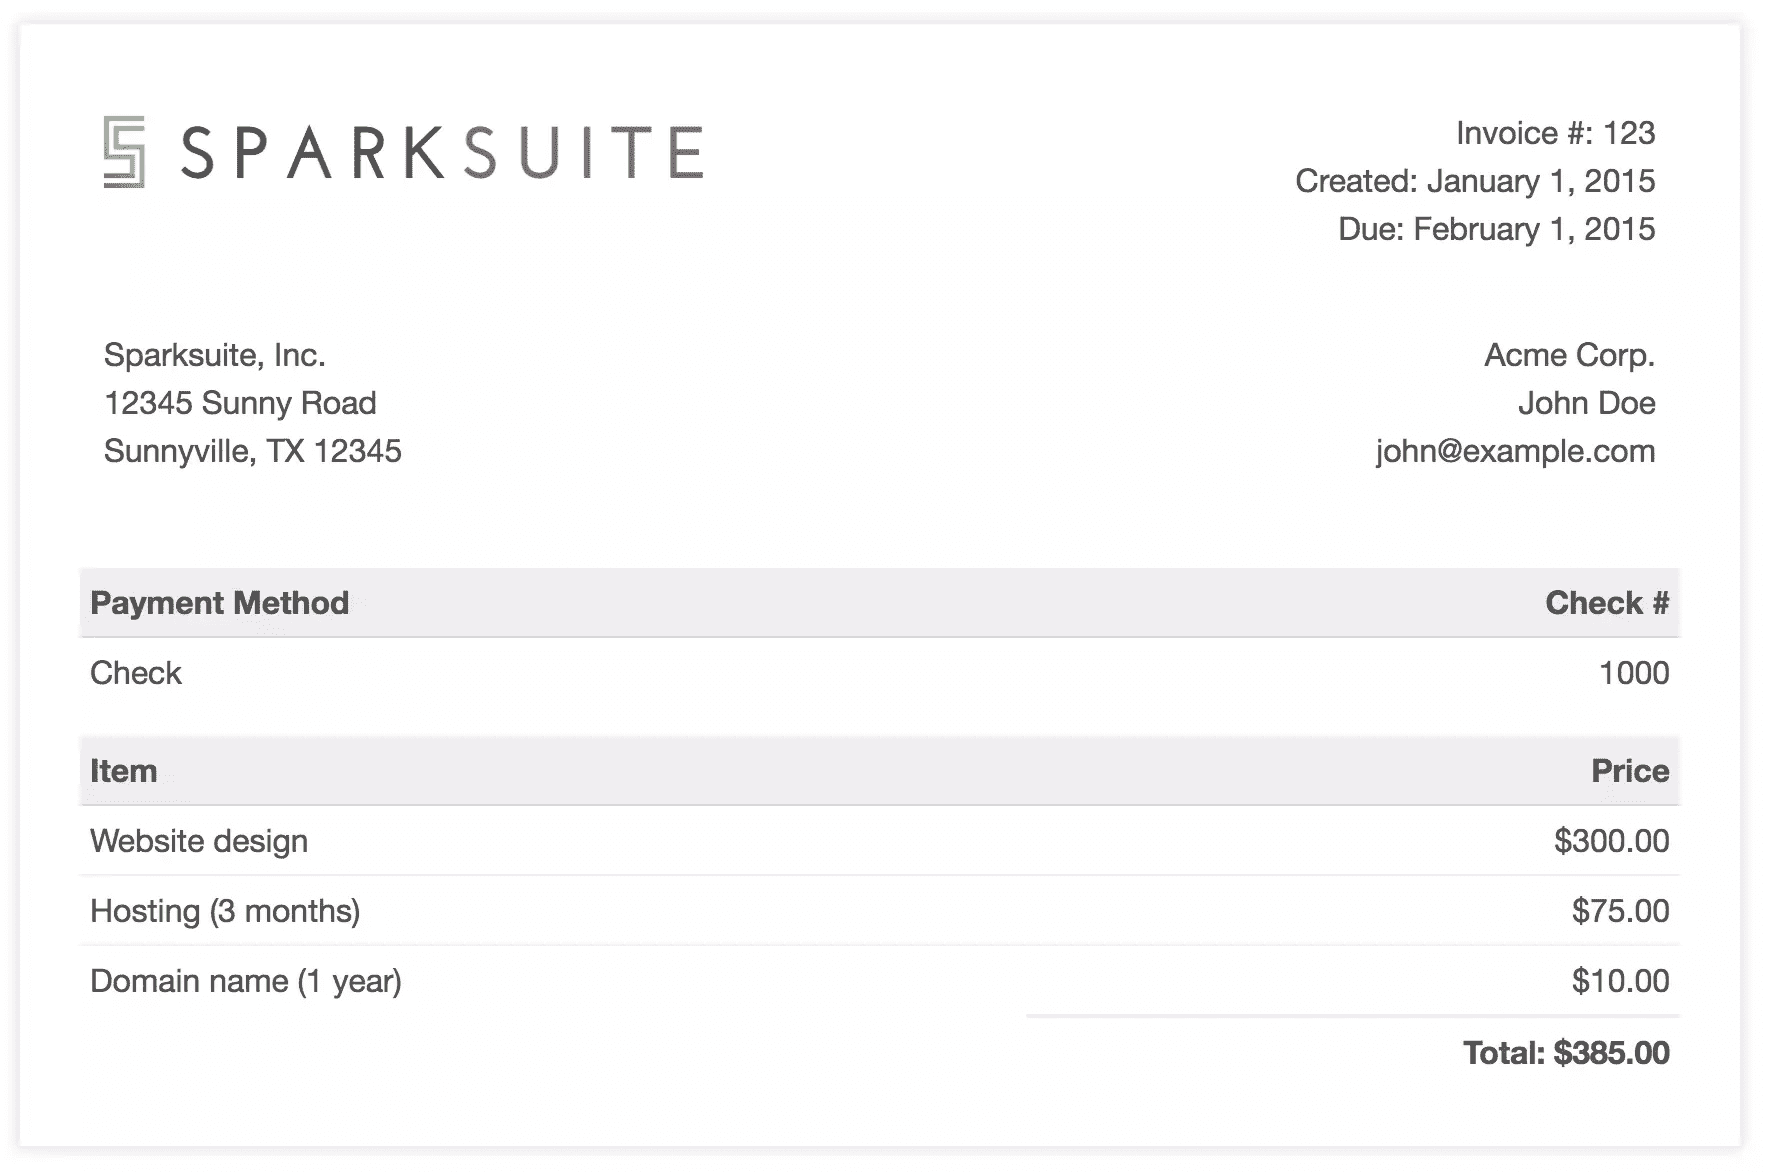 SPARKSUITE
Invoice #: 123
Created: January 1, 2015
Due: February 1, 2015
Sparksuite, Inc.
12345 Sunny Road
Sunnyville, TX 12345
Acme Corp.
John Doe
john@example.com
Payment Method Check #
Check 1000
Item Price
Website design $300.00
Hosting (3 months) $75.00
Domain name (1 year) $10.00
Total: $385.00